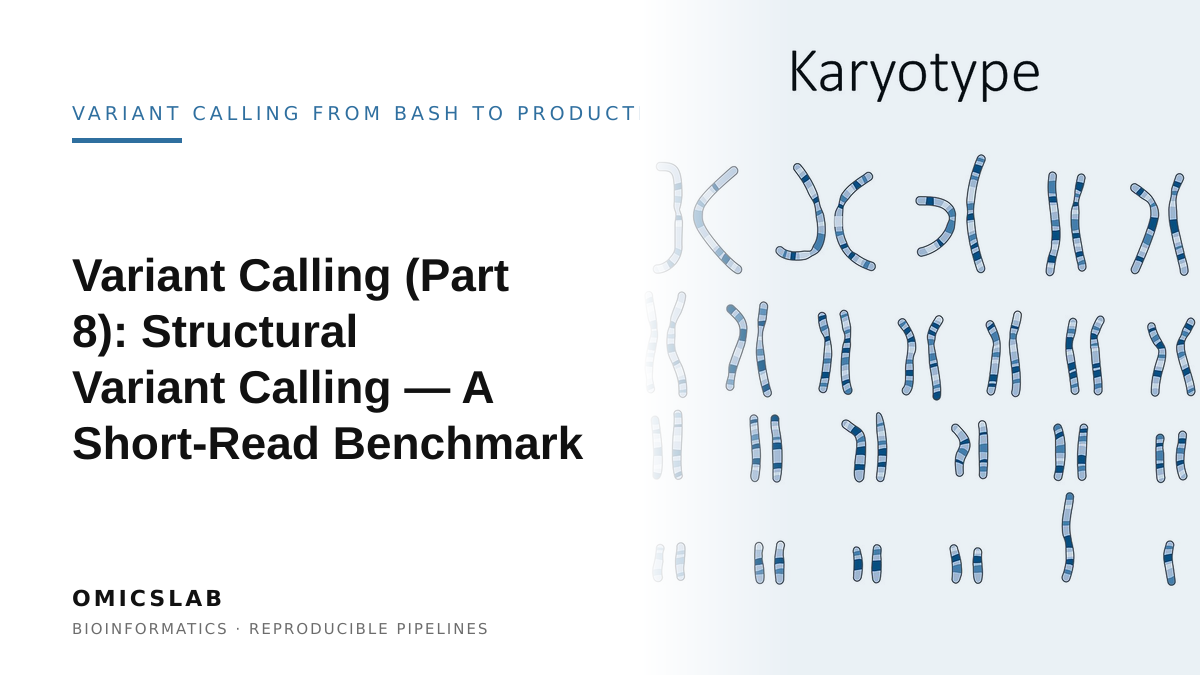 VARIANT CALLING FROM BASH TO PRODUCT
Karyotype
Variant Calling (Part
8): Structural
Variant Calling — A
Short-Read Benchmark
OMICSLAB
BIOINFORMATICS · REPRODUCIBLE PIPELINES